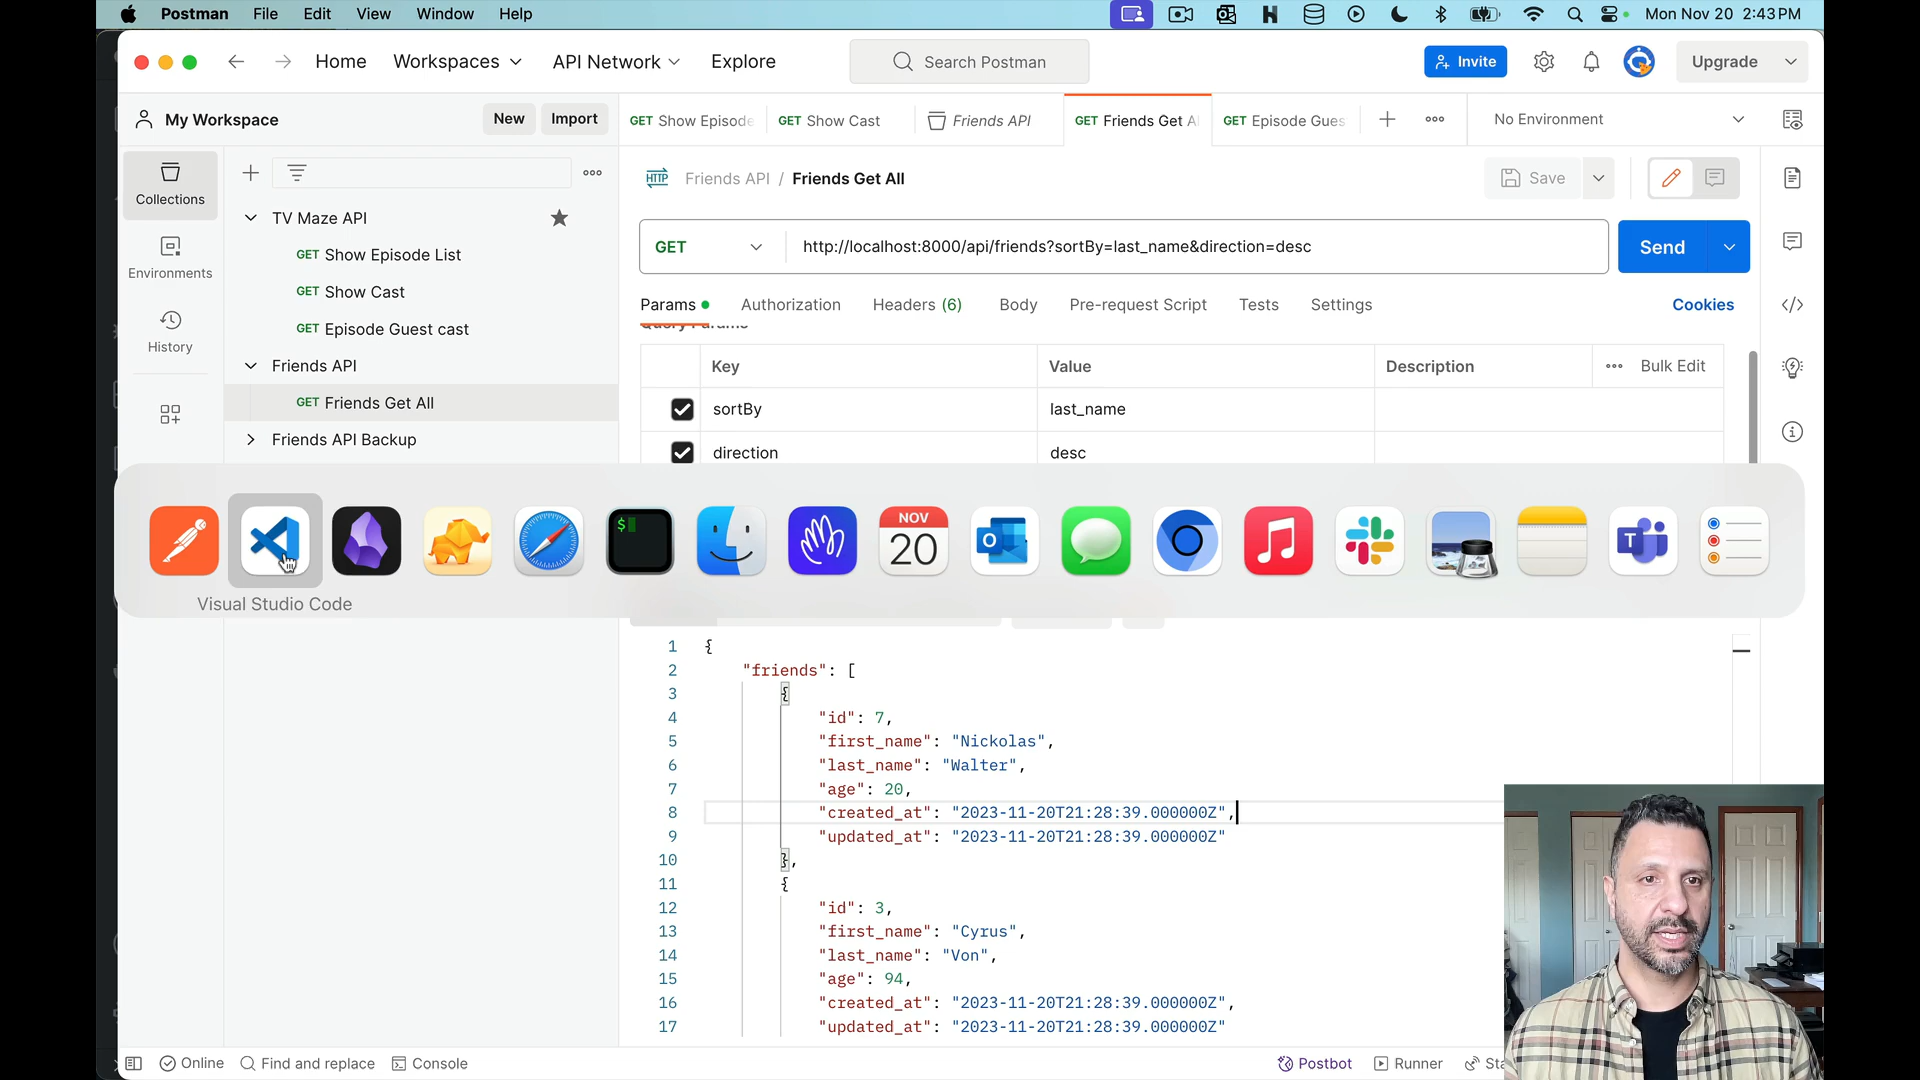 Postman File Edit View Window Help
Mon Nov 20 2:43 PM
Home Workspaces API Network Explore
Search Postman
Invite
Upgrade
My Workspace
New Import
GET Show Episode
GET Show Cast
Friends API
GET Friends Get A
GET Episode Gues
No Environment
Collections
Environments
History
TV Maze API
GET Show Episode List
GET Show Cast
GET Episode Guest cast
Friends API
GET Friends Get All
Friends API Backup
HTTP Friends API / Friends Get All
Save
GET http://localhost:8000/api/friends?sortBy=last_name&direction=desc
Send
Params Authorization Headers (6) Body Pre-request Script Tests Settings Cookies
Query Params
Key Value Description Bulk Edit
sortBy last_name
direction desc
$ NOV 20 O T
Visual Studio Code
1 {
2 "friends": [
3 {
4 "id": 7,
5 "first_name": "Nickolas",
6 "last_name": "Walter",
7 "age": 20,
8 "created_at": "2023-11-20T21:28:39.000000Z",
9 "updated_at": "2023-11-20T21:28:39.000000Z"
10 },
11 {
12 "id": 3,
13 "first_name": "Cyrus",
14 "last_name": "Von",
15 "age": 94,
16 "created_at": "2023-11-20T21:28:39.000000Z",
17 "updated_at": "2023-11-20T21:28:39.000000Z"
Online Find and replace Console
Postbot Runner Sta